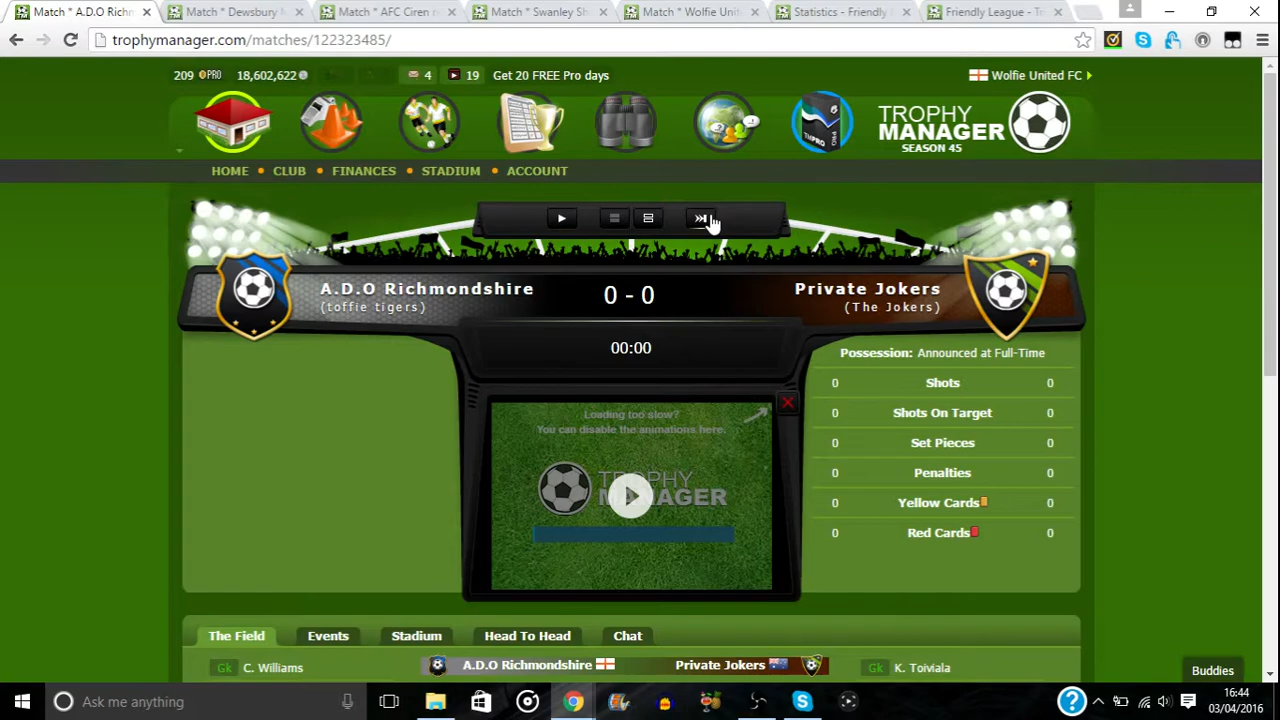 Match * A.D.O Richm
Match * Dewsbury M
Match * AFC Ciren r
Match * Swanley Sh
Match * Wolfie Unit
Statistics - Friendly
Friendly League - Tr
trophymanager.com/matches/122323485/
209 PRO 18,602,622 4 19 Get 20 FREE Pro days Wolfie United FC
TROPHY
MANAGER
SEASON 45
HOME • CLUB • FINANCES • STADIUM • ACCOUNT
A.D.O Richmondshire 0 - 0 Private Jokers
(toffie tigers) (The Jokers)
00:00
Possession: Announced at Full-Time
0 Shots 0
0 Shots On Target 0
0 Set Pieces 0
0 Penalties 0
0 Yellow Cards 0
0 Red Cards 0
Loading too slow?
You can disable the animations here.
TROPHY
MANAGER
The Field Events Stadium Head To Head Chat
Gk C. Williams A.D.O Richmondshire Private Jokers Gk K. Toiviala
Buddies
Ask me anything
16:44
03/04/2016